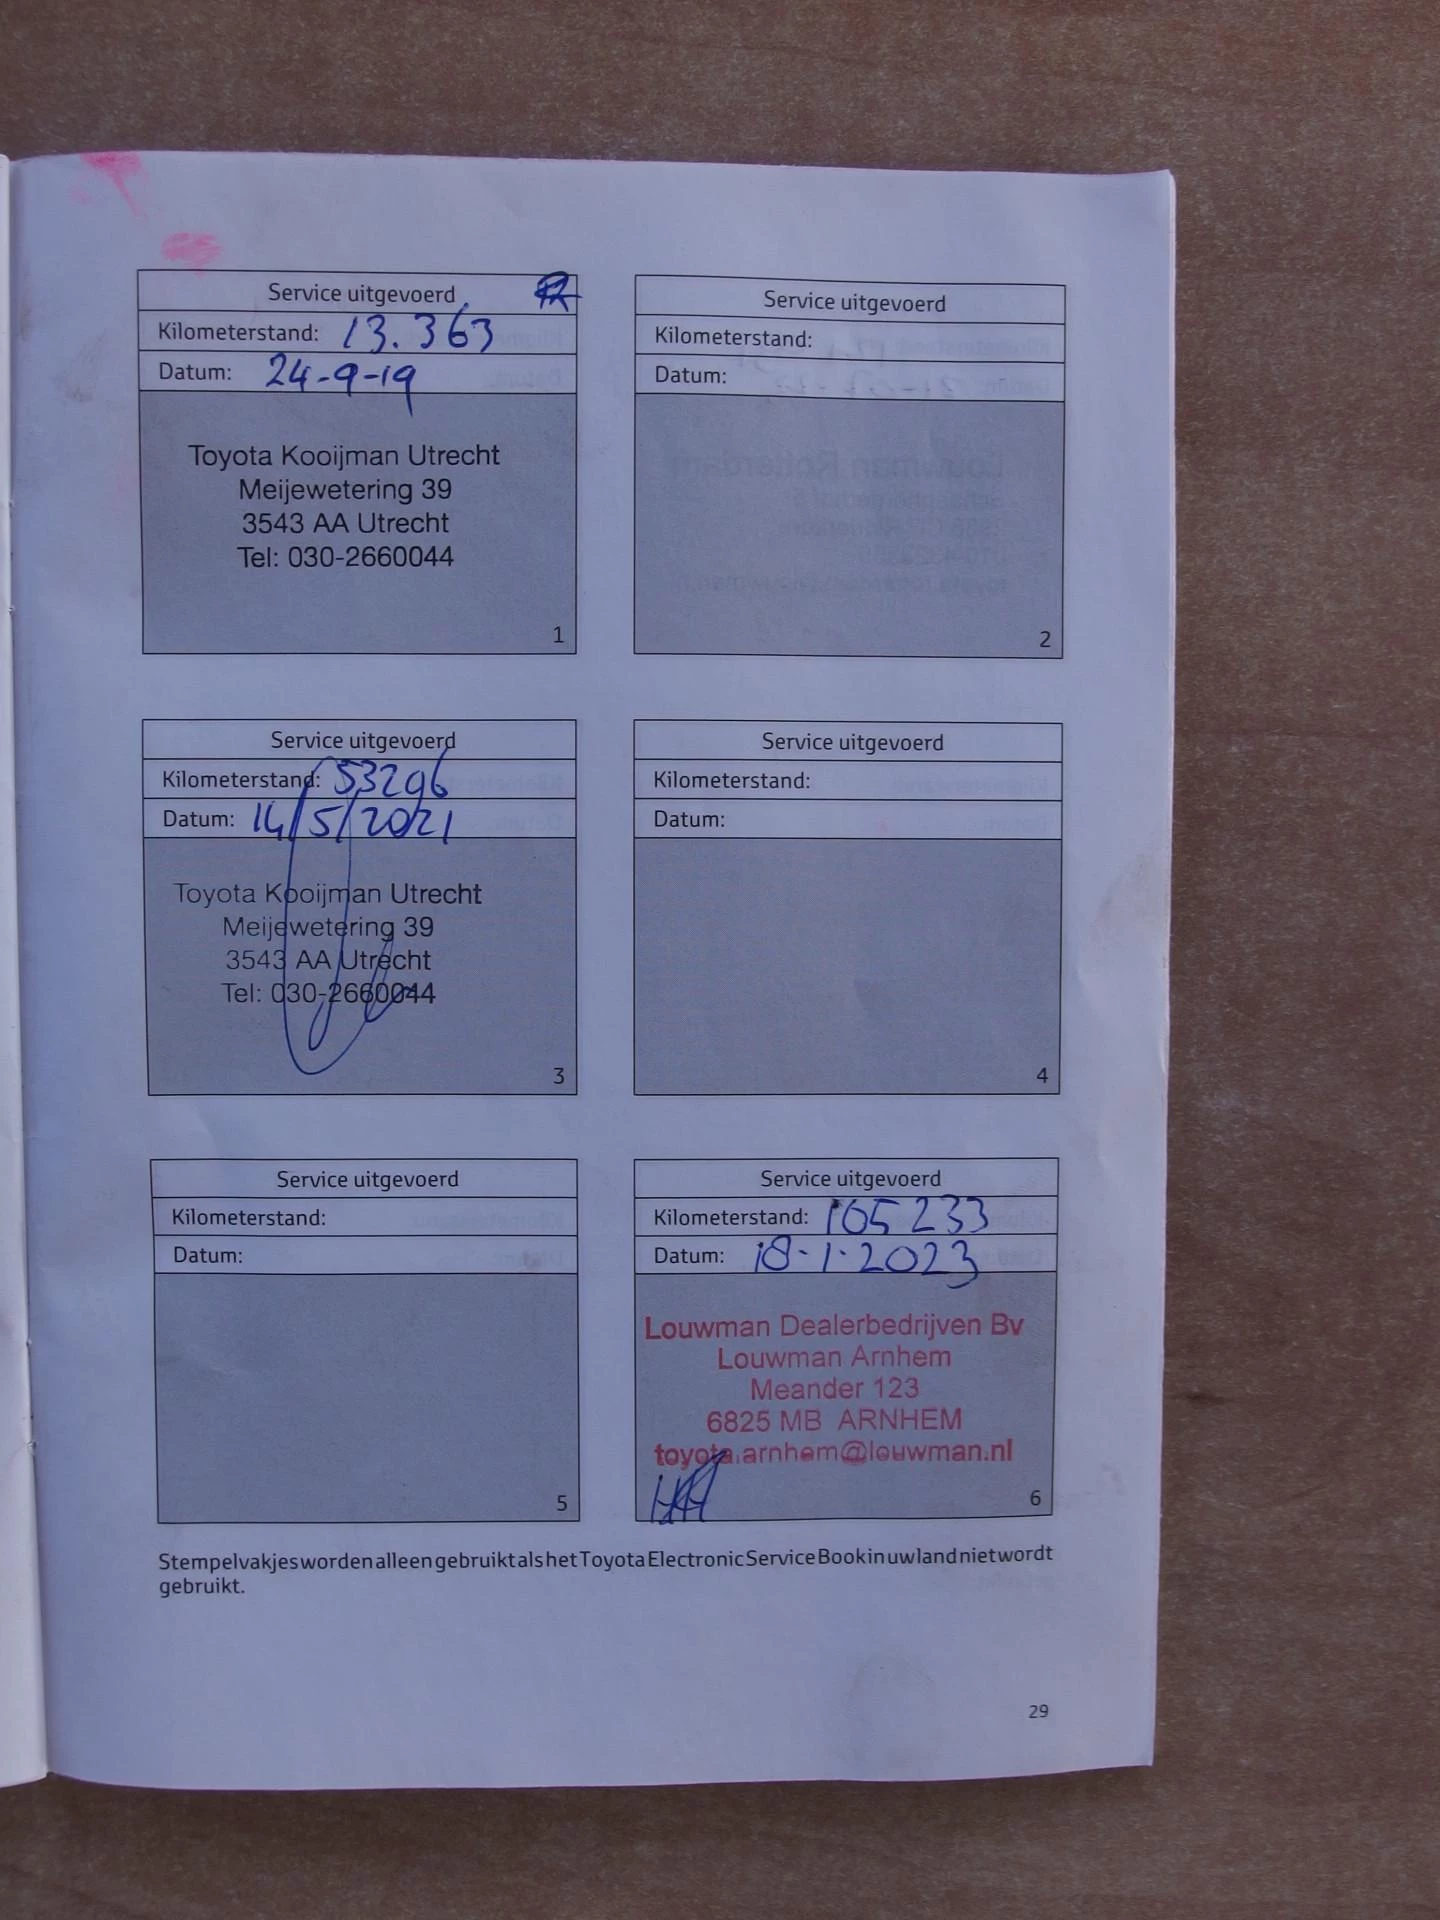 Service uitgevoerd
Kilometerstand: 13.363
Datum: 24-9-19
Toyota Kooijman Utrecht
Meijewetering 39
3543 AA Utrecht
Tel: 030-2660044
1
Service uitgevoerd
Kilometerstand:
Datum:
2
Service uitgevoerd
Kilometerstand: 53296
Datum: 14/5/2021
Toyota Kooijman Utrecht
Meijewetering 39
3543 AA Utrecht
Tel: 030-2660044
3
Service uitgevoerd
Kilometerstand:
Datum:
4
Service uitgevoerd
Kilometerstand:
Datum:
5
Service uitgevoerd
Kilometerstand: 105233
Datum: 18-1-2023
Louwman Dealerbedrijven Bv
Louwman Arnhem
Meander 123
6825 MB ARNHEM
toyota.arnhem@louwman.nl
6
Stempelvakjes worden alleen gebruikt als het Toyota Electronic Service Book in uw land niet wordt
gebruikt.
29